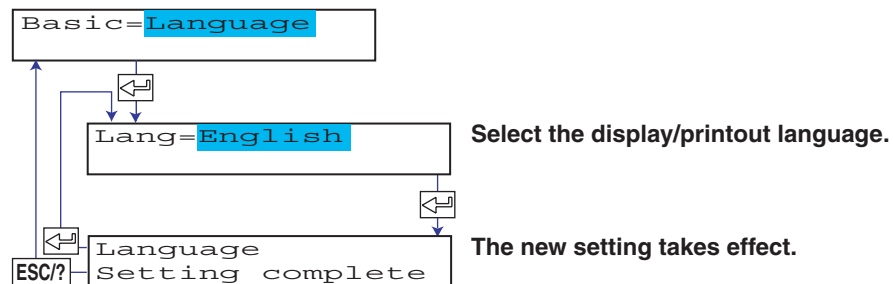 Basic=Language
Lang=English
Select the display/printout language.
Language
Setting complete
The new setting takes effect.
ESC/?